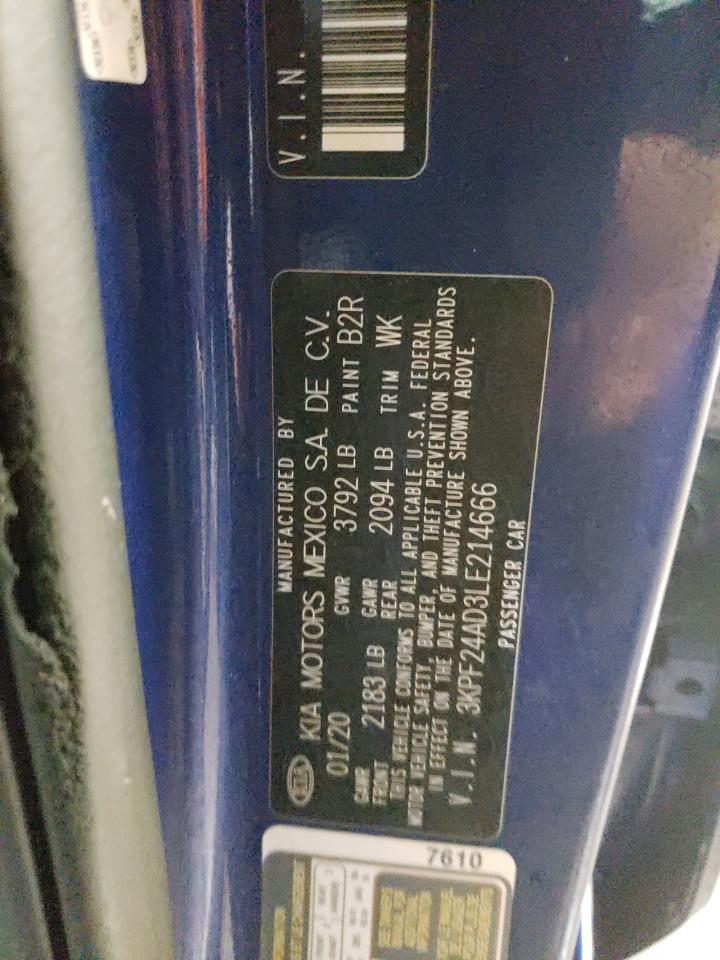 V.I.N.
MANUFACTURED BY
KIA KIA MOTORS MEXICO S.A. DE C.V.
01/20 GVWR 3792 LB PAINT B2R
GAWR FRONT 2183 LB GAWR REAR 2094 LB TRIM WK
THIS VEHICLE CONFORMS TO ALL APPLICABLE U.S.A. FEDERAL
MOTOR VEHICLE SAFETY, BUMPER, AND THEFT PREVENTION STANDARDS
IN EFFECT ON THE DATE OF MANUFACTURE SHOWN ABOVE.
V.I.N. 3KPF24AD3LE214666
PASSENGER CAR
7610